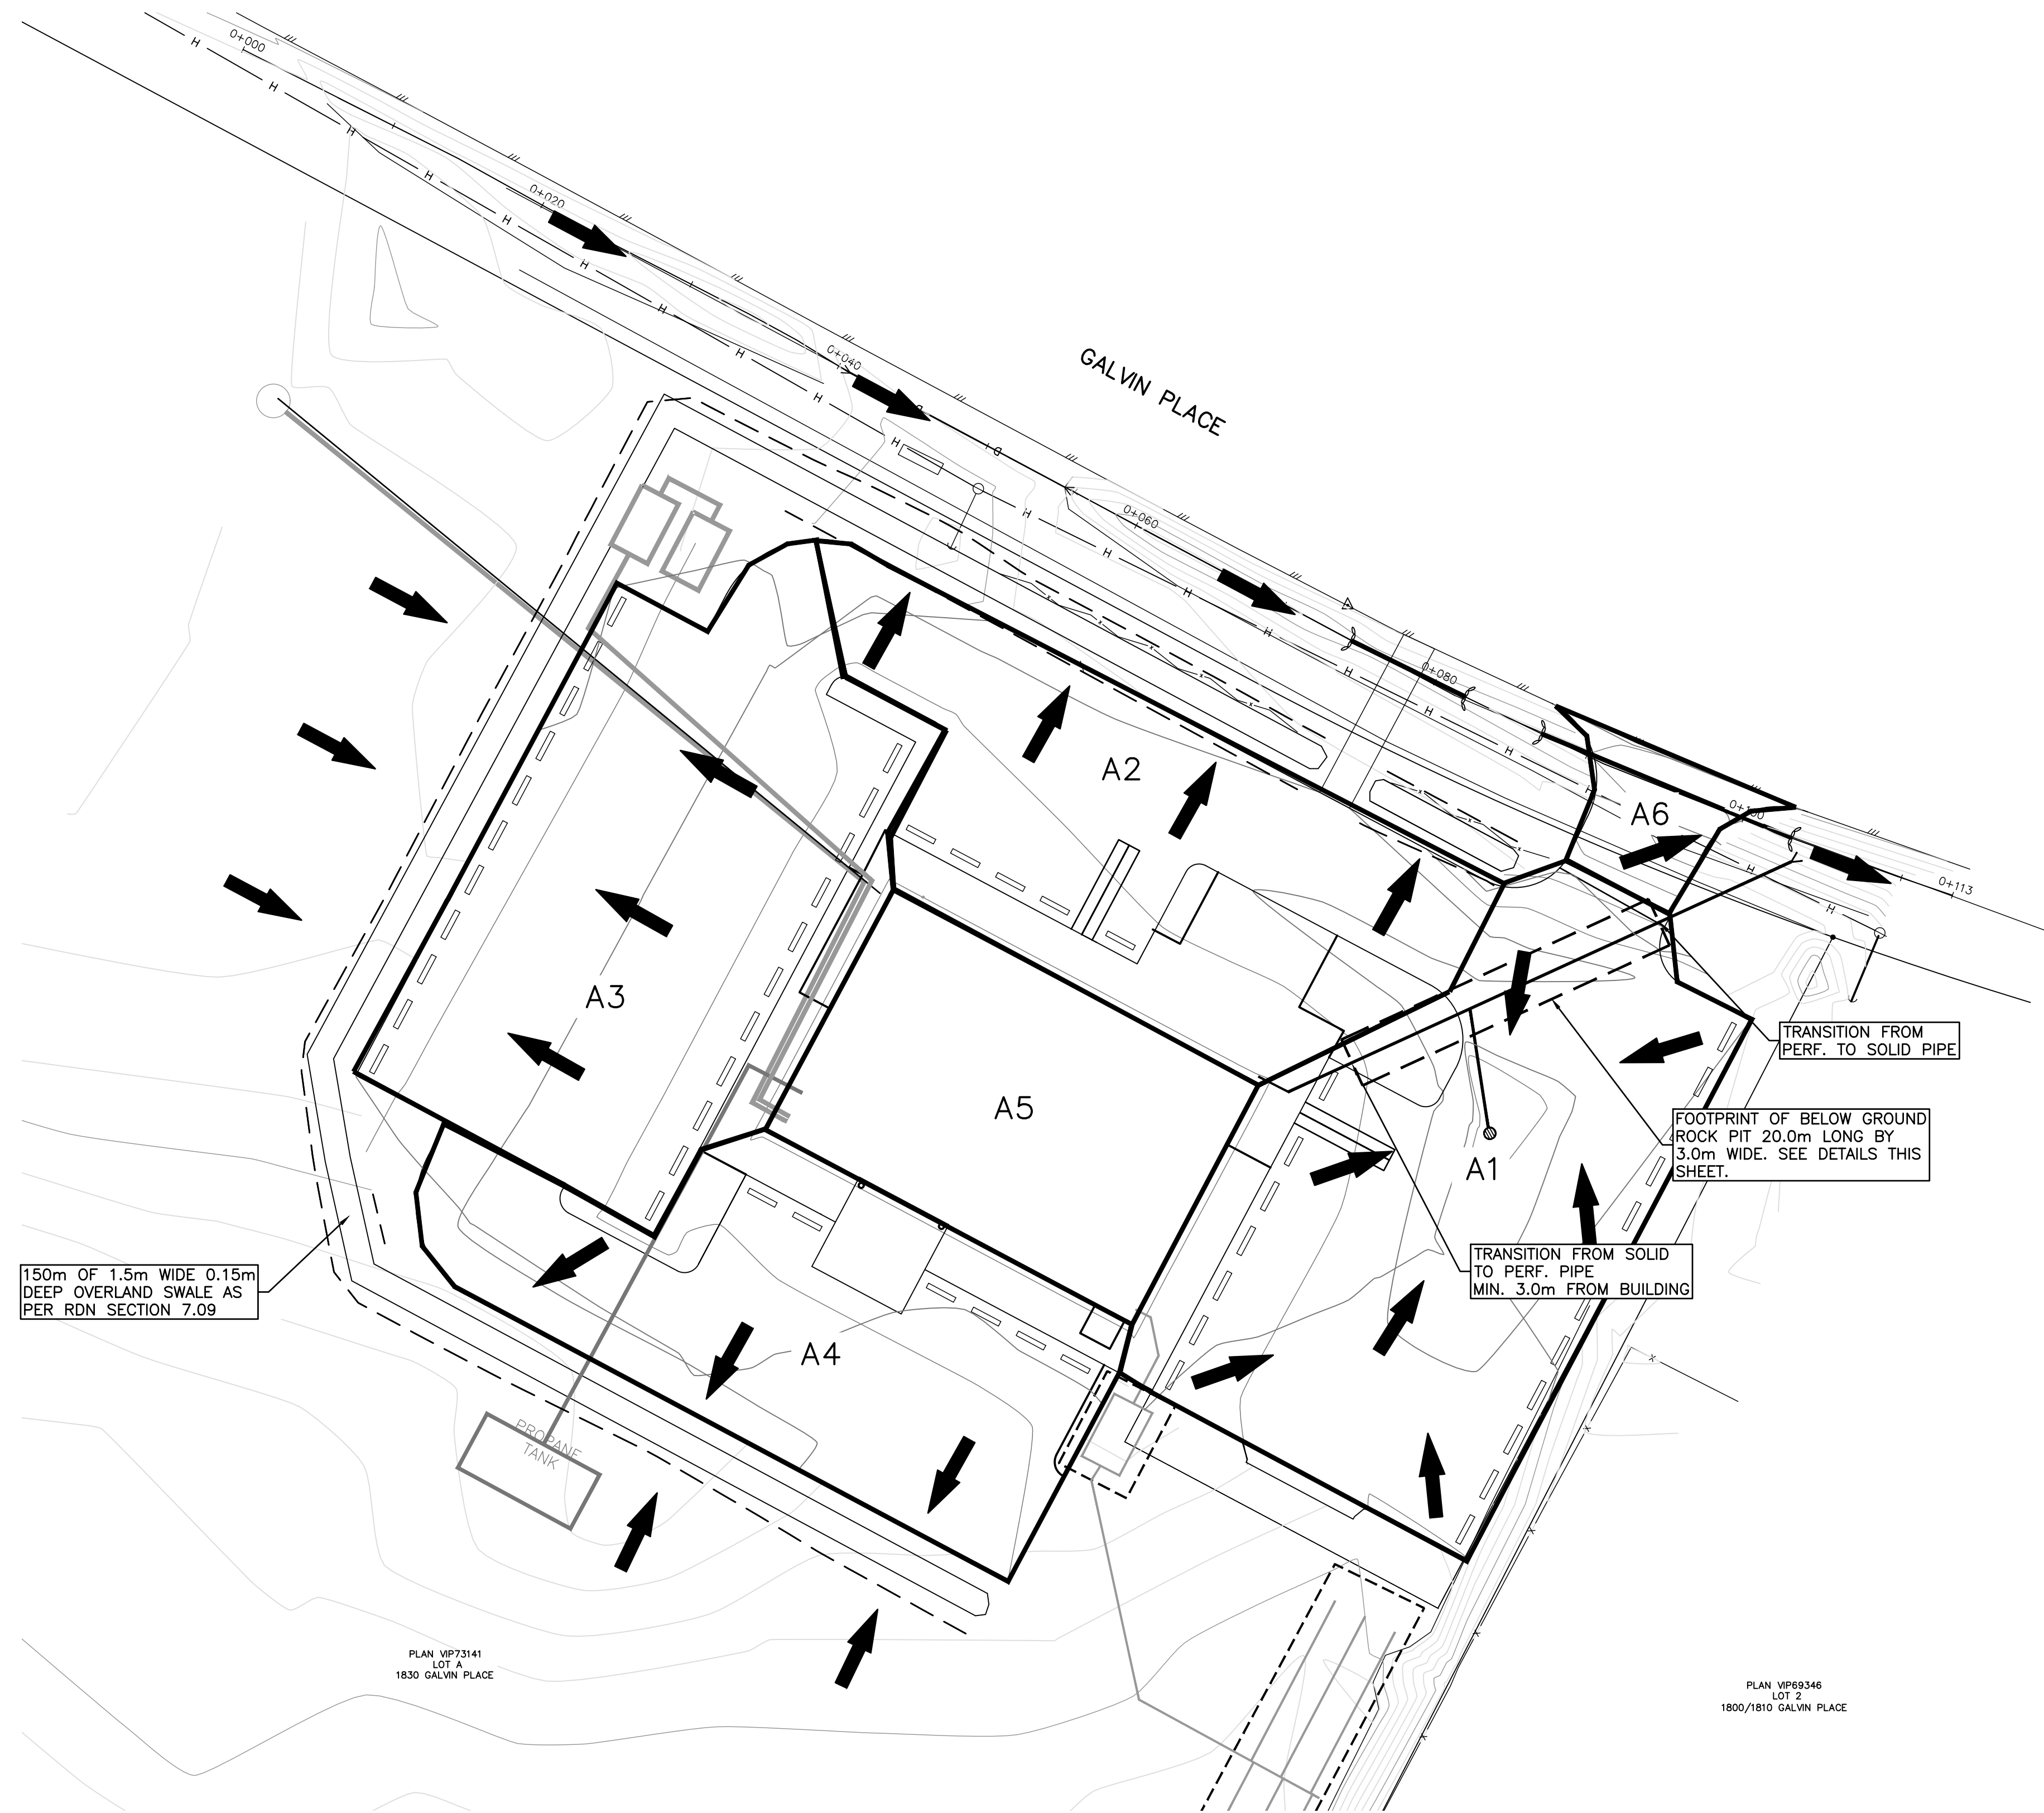 0+000
0+020
0+040
GALVIN PLACE
0+060
0+080
0+100
0+113
A2
A6
A3
A5
A1
A4
TRANSITION FROM
PERF. TO SOLID PIPE
FOOTPRINT OF BELOW GROUND
ROCK PIT 20.0m LONG BY
3.0m WIDE. SEE DETAILS THIS
SHEET.
TRANSITION FROM SOLID
TO PERF. PIPE
MIN. 3.0m FROM BUILDING
150m OF 1.5m WIDE 0.15m
DEEP OVERLAND SWALE AS
PER RDN SECTION 7.09
PROPANE
TANK
PLAN VIP73141
LOT A
1830 GALVIN PLACE
PLAN VIP69346
LOT 2
1800/1810 GALVIN PLACE